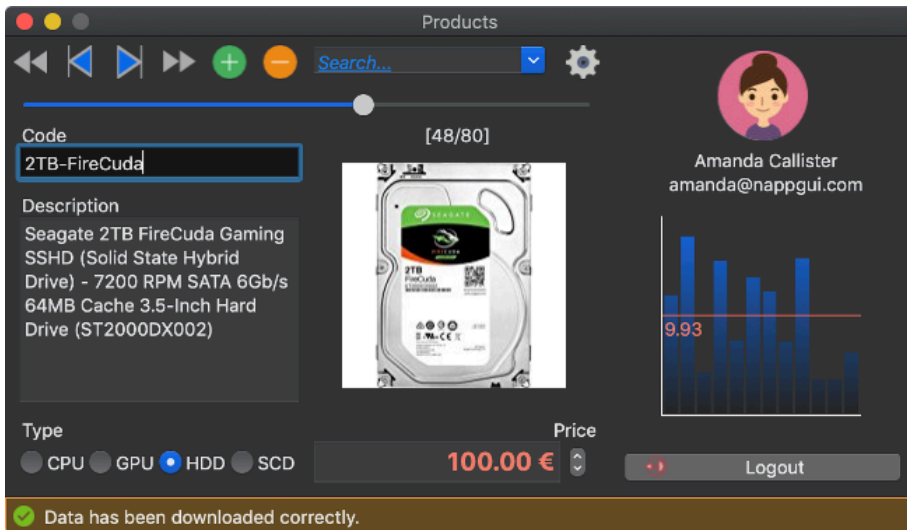 Products
Search...
Code
[48/80]
2TB-FireCuda
Amanda Callister
amanda@nappgui.com
Description
Seagate 2TB FireCuda Gaming
SSHD (Solid State Hybrid
Drive) - 7200 RPM SATA 6Gb/s
64MB Cache 3.5-Inch Hard
Drive (ST2000DX002)
SEAGATE
FIRECUDA
2TB
FireCuda
9.93
Type
Price
CPU
GPU
HDD
SCD
100.00 €
Logout
Data has been downloaded correctly.